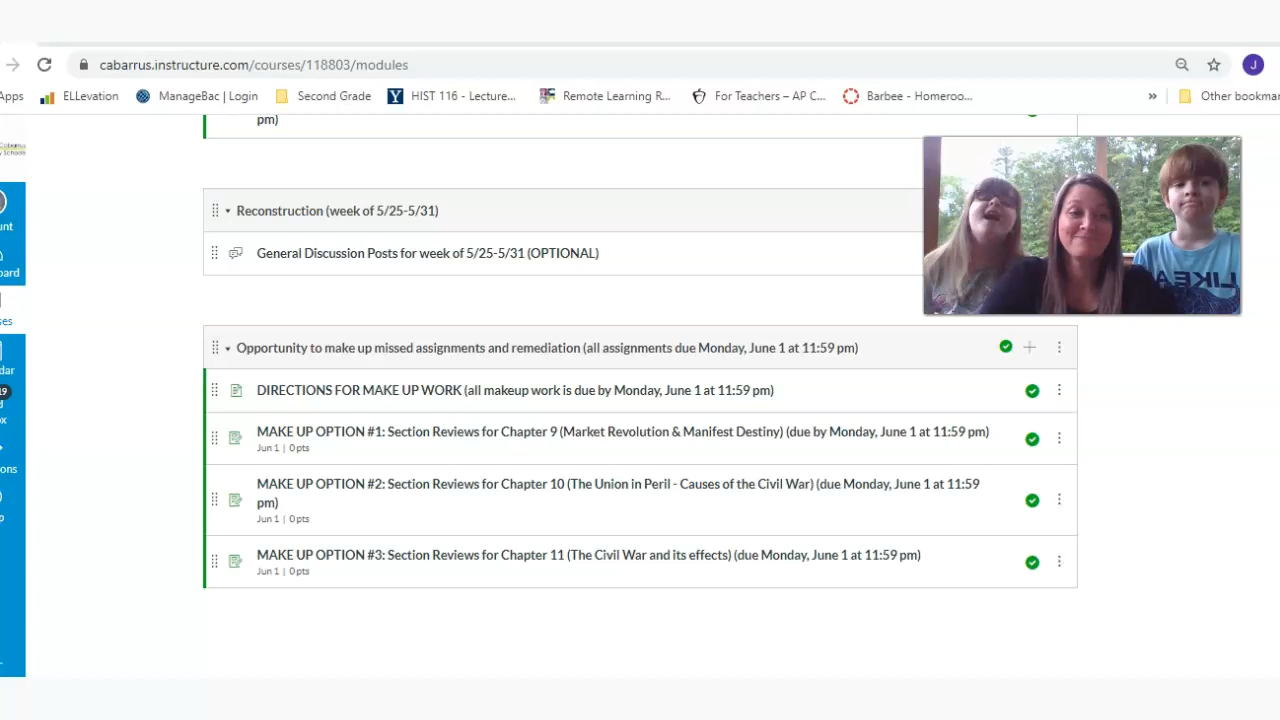 cabarrus.instructure.com/courses/118803/modules
J
Apps ELLevation ManageBac | Login Second Grade HIST 116 - Lecture... Remote Learning R... For Teachers – AP C... Barbee - Homeroo... » Other bookmar
pm)
Reconstruction (week of 5/25-5/31)
General Discussion Posts for week of 5/25-5/31 (OPTIONAL)
LIKE A
Opportunity to make up missed assignments and remediation (all assignments due Monday, June 1 at 11:59 pm)
DIRECTIONS FOR MAKE UP WORK (all makeup work is due by Monday, June 1 at 11:59 pm)
MAKE UP OPTION #1: Section Reviews for Chapter 9 (Market Revolution & Manifest Destiny) (due by Monday, June 1 at 11:59 pm)
Jun 1 | 0 pts
MAKE UP OPTION #2: Section Reviews for Chapter 10 (The Union in Peril - Causes of the Civil War) (due Monday, June 1 at 11:59
pm)
Jun 1 | 0 pts
MAKE UP OPTION #3: Section Reviews for Chapter 11 (The Civil War and its effects) (due Monday, June 1 at 11:59 pm)
Jun 1 | 0 pts
unt
oard
ses
dar
19
ox
ons